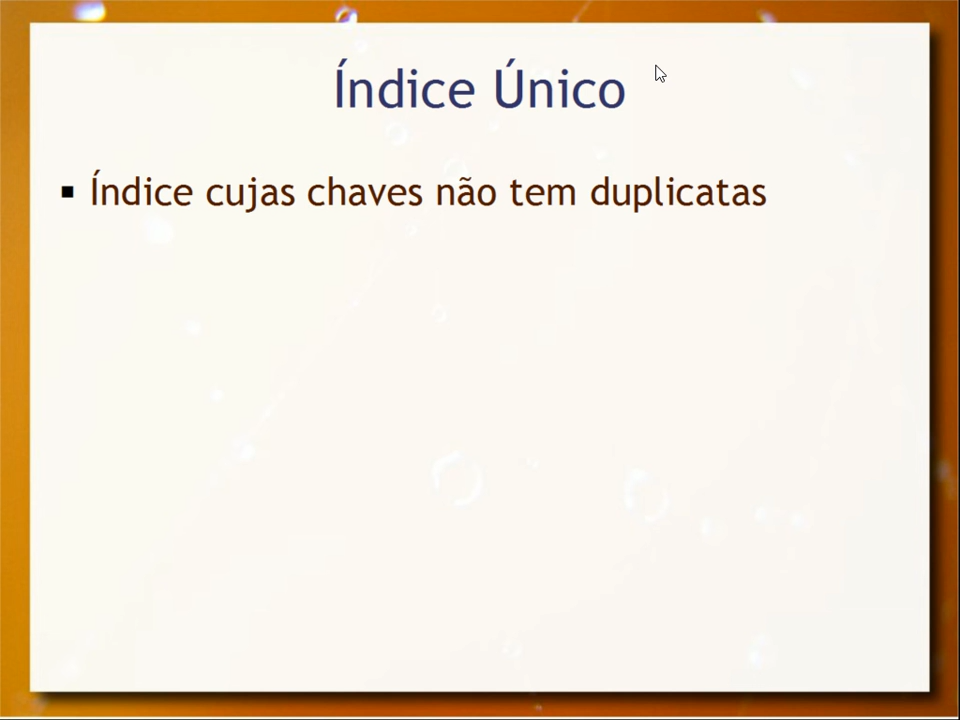 Índice Único
▪ Índice cujas chaves não tem duplicatas